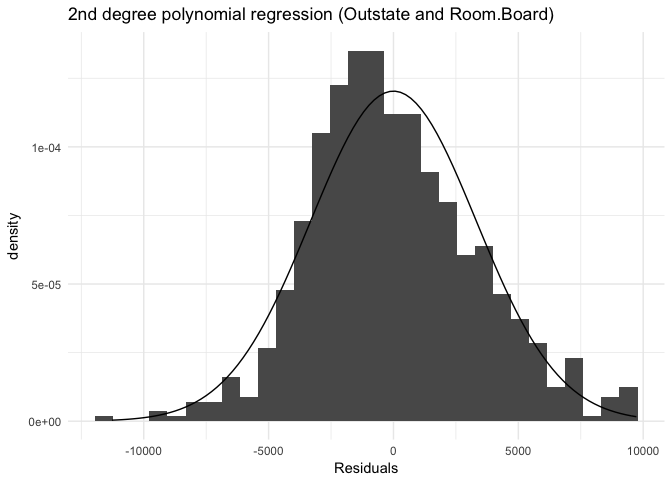 2nd degree polynomial regression (Outstate and Room.Board)
1e-04
5e-05
0e+00
density
-10000 -5000 0 5000 10000
Residuals